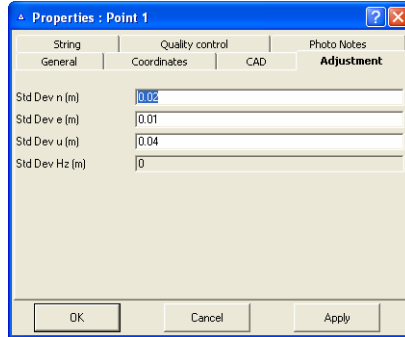 Properties : Point 1
String Quality control Photo Notes
General Coordinates CAD Adjustment
Std Dev n (m) 0.02
Std Dev e (m) 0.01
Std Dev u (m) 0.04
Std Dev Hz (m) 0
OK Cancel Apply